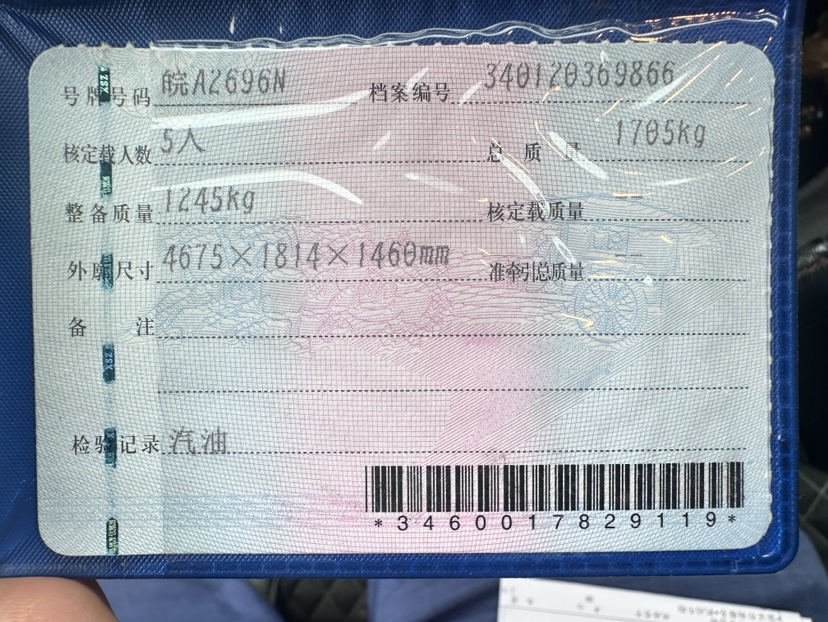 号牌号码 皖A2696N 档案编号 340120369866
核定载人数 5人 总质量 1705kg
整备质量 1245kg 核定载质量 --
外廓尺寸 4675×1814×1460mm 准牵引总质量 --
备注
检验记录 汽油
*3460017829119*